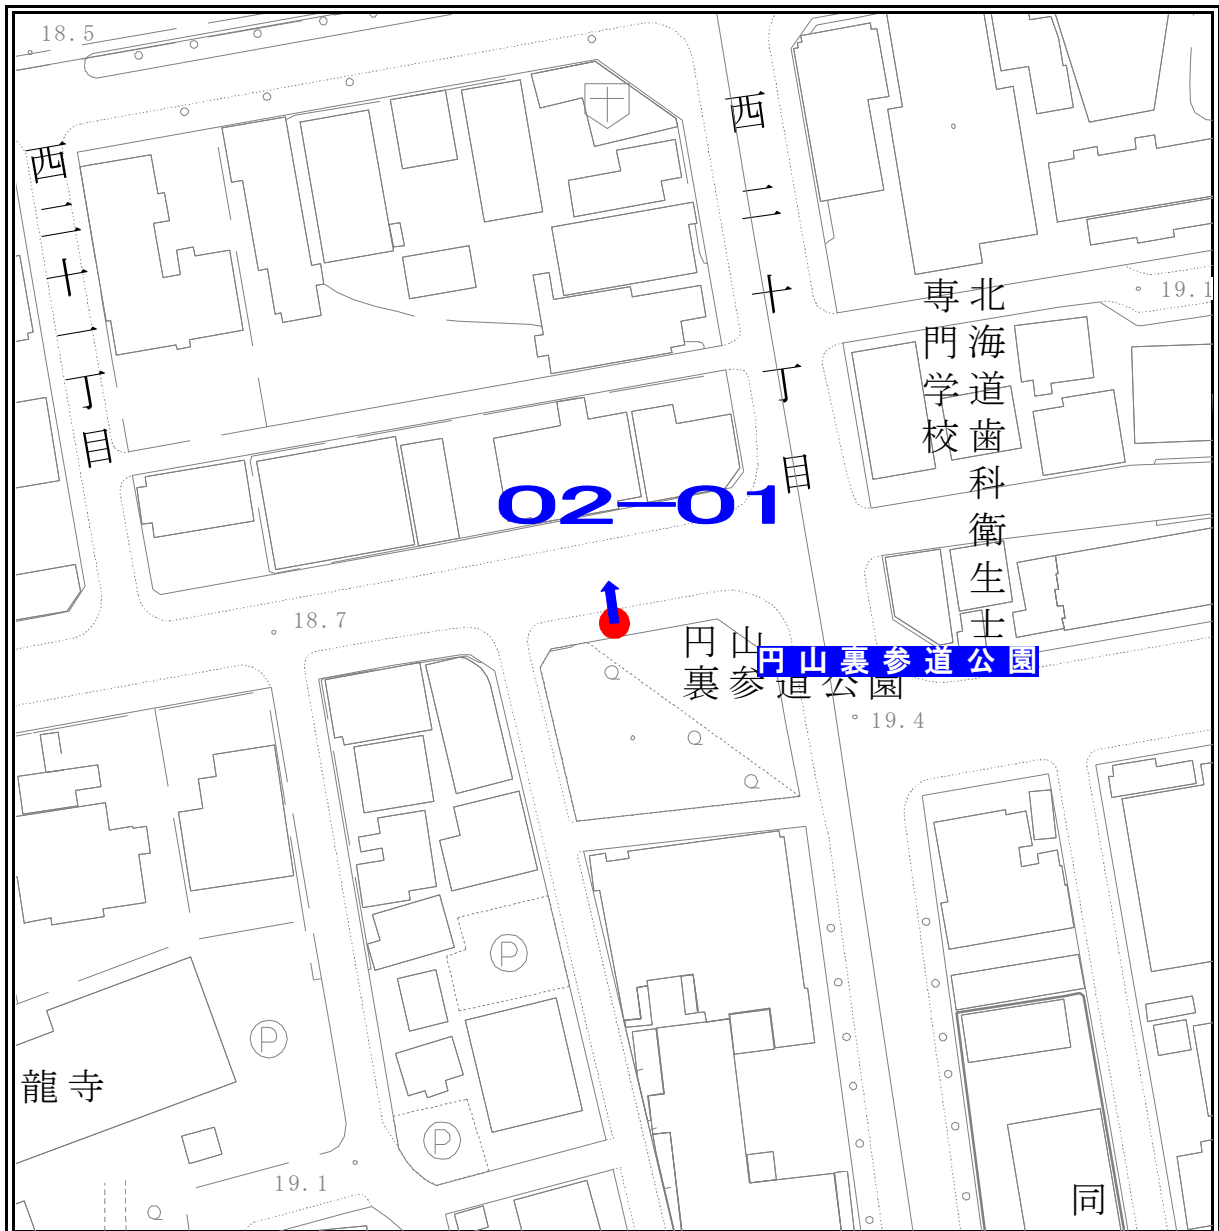 18.5
西二十一丁目
西二十丁目
19.1
北海道歯科衛生士
専門学校
02-01
18.7
円山
裏参道公園
円山裏参道公園
19.4
P
P
P
龍寺
19.1
同